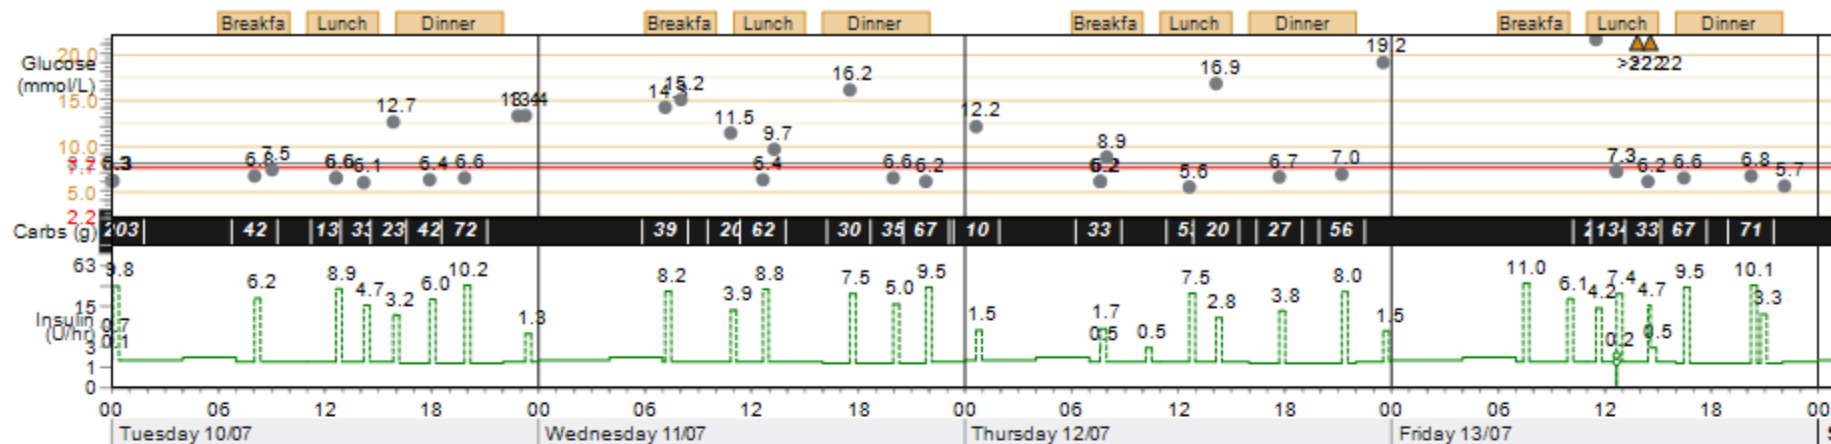 Breakfa Lunch Dinner Breakfa Lunch Dinner Breakfa Lunch Dinner Breakfa Lunch Dinner
Glucose
(mmol/L)
20.0
15.0
10.0
5.0
2.2
12.7 6.8 7.5 6.6 6.1 6.4 6.6 15.2 11.5 9.7 6.4 16.2 6.6 6.2 12.2 8.9 5.6 16.9 6.7 7.0 19.2 7.3 6.2 6.6 6.8 5.7
Carbs (g) 203 42 13 33 23 42 72 39 20 62 30 35 67 10 33 20 27 56 33 67 71
Insulin
(U/hr)
63
15
3
1
0
9.8 0.7 0.1 6.2 8.9 4.7 3.2 6.0 10.2 1.3 8.2 3.9 8.8 7.5 5.0 9.5 1.5 1.7 0.5 0.5 7.5 2.8 3.8 8.0 1.5 11.0 6.1 4.2 7.4 0.2 4.7 0.5 9.5 10.1 3.3
00 06 12 18 00 06 12 18 00 06 12 18 00 06 12 18 00
Tuesday 10/07 Wednesday 11/07 Thursday 12/07 Friday 13/07